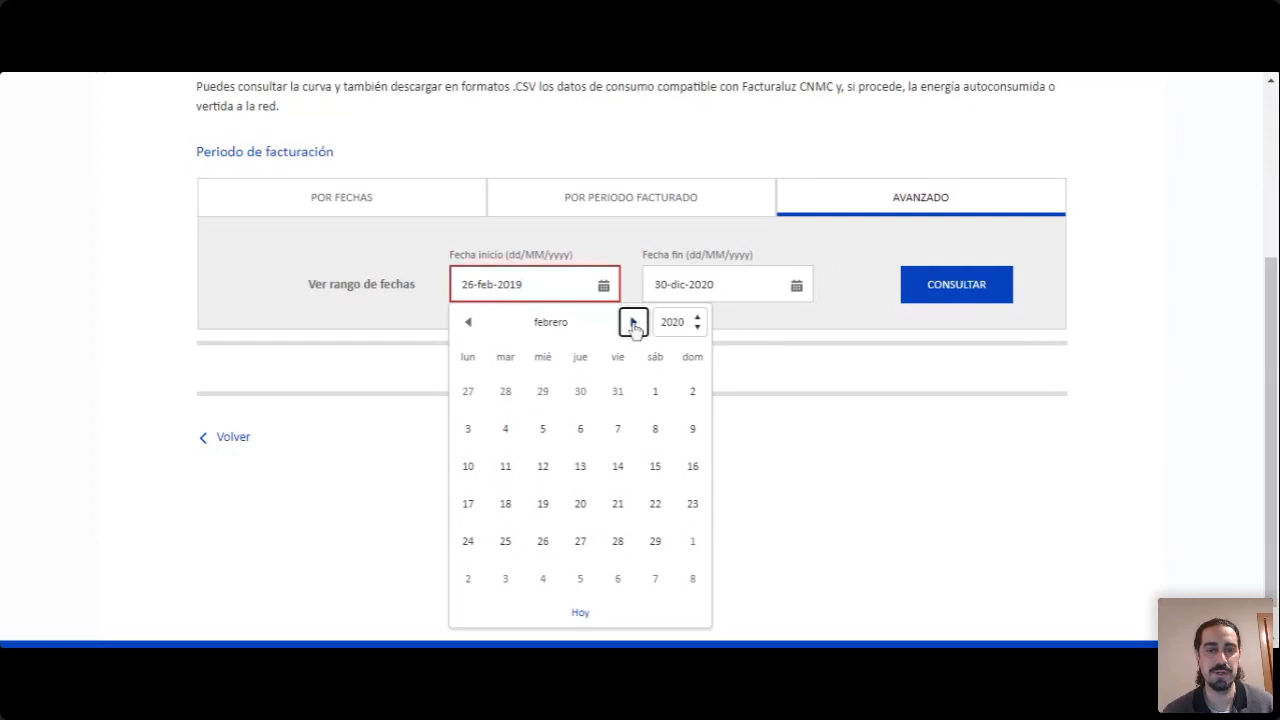 Puedes consultar la curva y también descargar en formatos .CSV los datos de consumo compatible con Facturaluz CNMC y, si procede, la energía autoconsumida o
vertida a la red.
Periodo de facturación
POR FECHAS
POR PERIODO FACTURADO
AVANZADO
Fecha inicio (dd/MM/yyyy)
Fecha fin (dd/MM/yyyy)
Ver rango de fechas
26-feb-2019
30-dic-2020
CONSULTAR
febrero
2020
lun mar mié jue vie sáb dom
27 28 29 30 31 1 2
3 4 5 6 7 8 9
10 11 12 13 14 15 16
17 18 19 20 21 22 23
24 25 26 27 28 29 1
2 3 4 5 6 7 8
Hoy
Volver